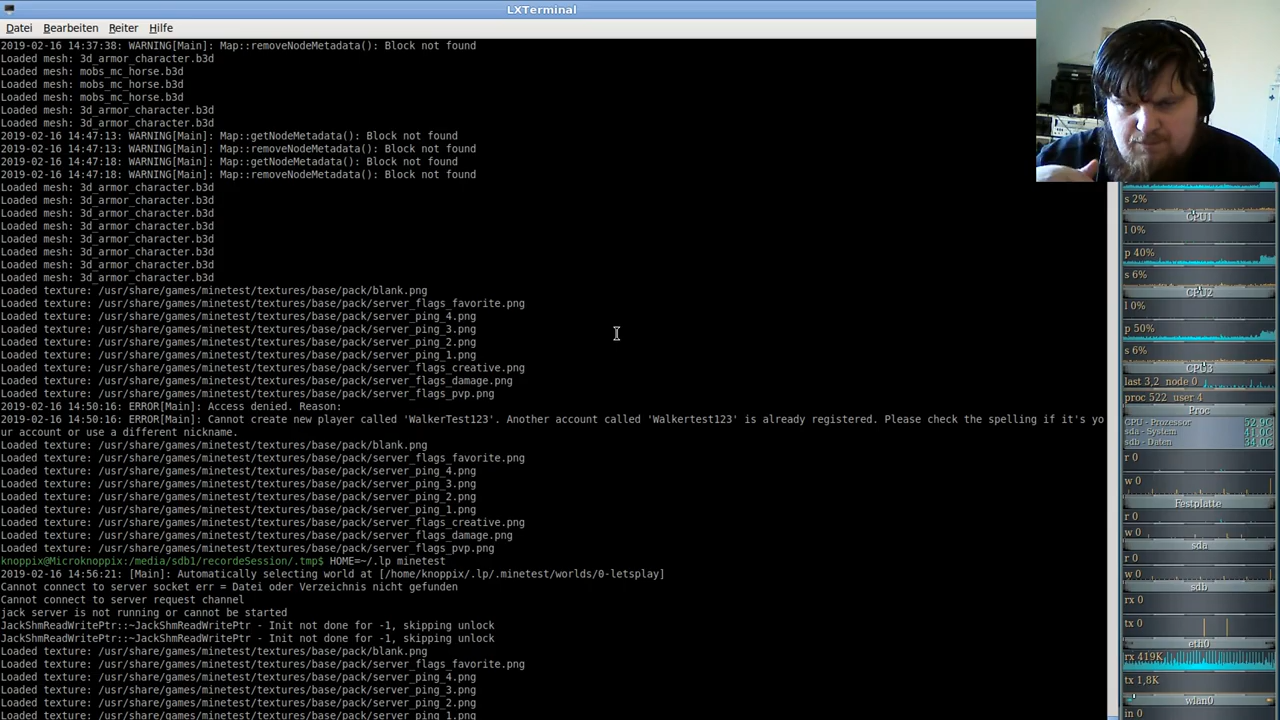 LXTerminal
Datei Bearbeiten Reiter Hilfe
2019-02-16 14:37:38: WARNING[Main]: Map::removeNodeMetadata(): Block not found
Loaded mesh: 3d_armor_character.b3d
Loaded mesh: mobs_mc_horse.b3d
Loaded mesh: mobs_mc_horse.b3d
Loaded mesh: mobs_mc_horse.b3d
Loaded mesh: 3d_armor_character.b3d
Loaded mesh: 3d_armor_character.b3d
2019-02-16 14:47:13: WARNING[Main]: Map::getNodeMetadata(): Block not found
2019-02-16 14:47:13: WARNING[Main]: Map::removeNodeMetadata(): Block not found
2019-02-16 14:47:18: WARNING[Main]: Map::getNodeMetadata(): Block not found
2019-02-16 14:47:18: WARNING[Main]: Map::removeNodeMetadata(): Block not found
Loaded mesh: 3d_armor_character.b3d
Loaded mesh: 3d_armor_character.b3d
Loaded mesh: 3d_armor_character.b3d
Loaded mesh: 3d_armor_character.b3d
Loaded mesh: 3d_armor_character.b3d
Loaded mesh: 3d_armor_character.b3d
Loaded mesh: 3d_armor_character.b3d
Loaded mesh: 3d_armor_character.b3d
Loaded texture: /usr/share/games/minetest/textures/base/pack/blank.png
Loaded texture: /usr/share/games/minetest/textures/base/pack/server_flags_favorite.png
Loaded texture: /usr/share/games/minetest/textures/base/pack/server_ping_4.png
Loaded texture: /usr/share/games/minetest/textures/base/pack/server_ping_3.png
Loaded texture: /usr/share/games/minetest/textures/base/pack/server_ping_2.png
Loaded texture: /usr/share/games/minetest/textures/base/pack/server_ping_1.png
Loaded texture: /usr/share/games/minetest/textures/base/pack/server_flags_creative.png
Loaded texture: /usr/share/games/minetest/textures/base/pack/server_flags_damage.png
Loaded texture: /usr/share/games/minetest/textures/base/pack/server_flags_pvp.png
2019-02-16 14:50:16: ERROR[Main]: Access denied. Reason:
2019-02-16 14:50:16: ERROR[Main]: Cannot create new player called 'WalkerTest123'. Another account called 'Walkertest123' is already registered. Please check the spelling if it's yo
ur account or use a different nickname.
Loaded texture: /usr/share/games/minetest/textures/base/pack/blank.png
Loaded texture: /usr/share/games/minetest/textures/base/pack/server_flags_favorite.png
Loaded texture: /usr/share/games/minetest/textures/base/pack/server_ping_4.png
Loaded texture: /usr/share/games/minetest/textures/base/pack/server_ping_3.png
Loaded texture: /usr/share/games/minetest/textures/base/pack/server_ping_2.png
Loaded texture: /usr/share/games/minetest/textures/base/pack/server_ping_1.png
Loaded texture: /usr/share/games/minetest/textures/base/pack/server_flags_creative.png
Loaded texture: /usr/share/games/minetest/textures/base/pack/server_flags_damage.png
Loaded texture: /usr/share/games/minetest/textures/base/pack/server_flags_pvp.png
knoppix@Microknoppix:/media/sdb1/recordeSession/.tmp$ HOME=~/.lp minetest
2019-02-16 14:56:21: [Main]: Automatically selecting world at [/home/knoppix/.lp/.minetest/worlds/0-letsplay]
Cannot connect to server socket err = Datei oder Verzeichnis nicht gefunden
Cannot connect to server request channel
jack server is not running or cannot be started
JackShmReadWritePtr::~JackShmReadWritePtr - Init not done for -1, skipping unlock
JackShmReadWritePtr::~JackShmReadWritePtr - Init not done for -1, skipping unlock
Loaded texture: /usr/share/games/minetest/textures/base/pack/blank.png
Loaded texture: /usr/share/games/minetest/textures/base/pack/server_flags_favorite.png
Loaded texture: /usr/share/games/minetest/textures/base/pack/server_ping_4.png
Loaded texture: /usr/share/games/minetest/textures/base/pack/server_ping_3.png
Loaded texture: /usr/share/games/minetest/textures/base/pack/server_ping_2.png
Loaded texture: /usr/share/games/minetest/textures/base/pack/server_ping_1.png
s 2%
CPU1
l 0%
p 40%
s 6%
CPU2
l 0%
p 50%
s 6%
CPU3
last 3,2 node 0
proc 522 user 4
Proc
CPU - Prozessor 52.0C
sda - System 41.0C
sdb - Daten 34.0C
r 0
w 0
Festplatte
r 0
w 0
sda
r 0
w 0
sdb
rx 0
tx 0
eth0
rx 419K
tx 1,8K
wlan0
in 0